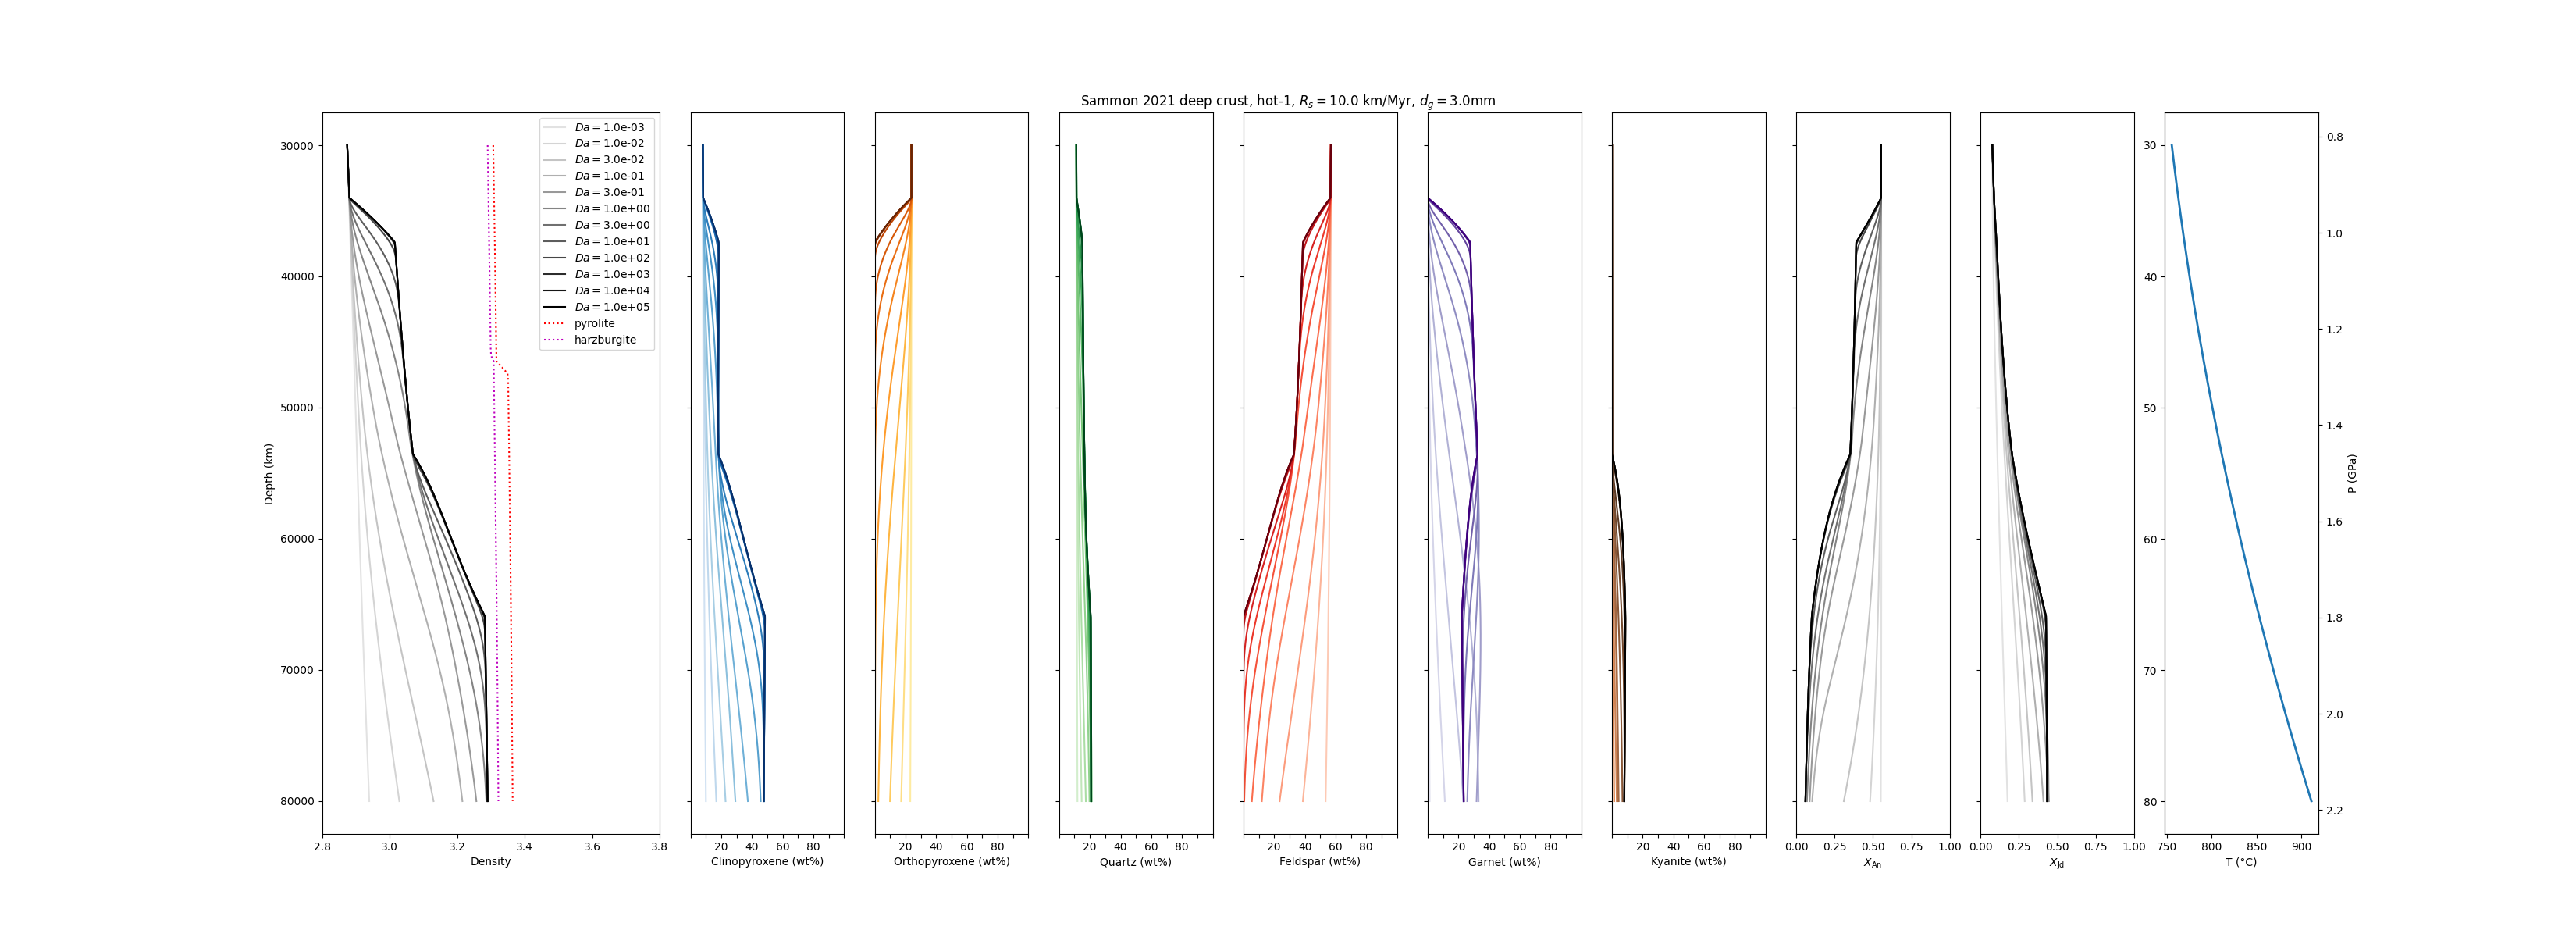 Sammon 2021 deep crust, hot-1, R_s = 10.0 km/Myr, d_g = 3.0mm
Da = 1.0e-03
Da = 1.0e-02
Da = 3.0e-02
Da = 1.0e-01
Da = 3.0e-01
Da = 1.0e+00
Da = 3.0e+00
Da = 1.0e+01
Da = 1.0e+02
Da = 1.0e+03
Da = 1.0e+04
Da = 1.0e+05
pyrolite
harzburgite
Depth (km)
30000
40000
50000
60000
70000
80000
2.8 3.0 3.2 3.4 3.6 3.8
Density
20 40 60 80
Clinopyroxene (wt%)
20 40 60 80
Orthopyroxene (wt%)
20 40 60 80
Quartz (wt%)
20 40 60 80
Feldspar (wt%)
20 40 60 80
Garnet (wt%)
20 40 60 80
Kyanite (wt%)
0.00 0.25 0.50 0.75 1.00
X_An
0.00 0.25 0.50 0.75 1.00
X_Jd
30
40
50
60
70
80
750 800 850 900
T (°C)
0.8
1.0
1.2
1.4
1.6
1.8
2.0
2.2
P (GPa)